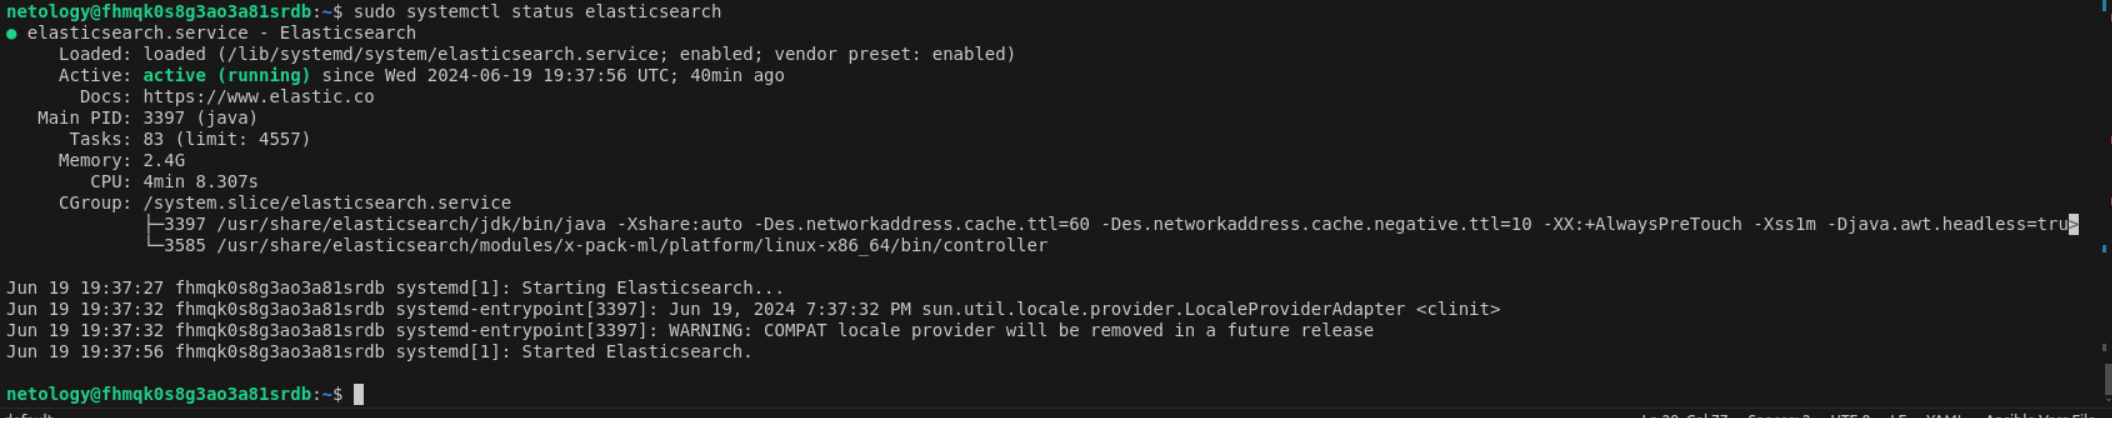 netology@fhmqk0s8g3ao3a81srdb:~$ sudo systemctl status elasticsearch
● elasticsearch.service - Elasticsearch
     Loaded: loaded (/lib/systemd/system/elasticsearch.service; enabled; vendor preset: enabled)
     Active: active (running) since Wed 2024-06-19 19:37:56 UTC; 40min ago
       Docs: https://www.elastic.co
   Main PID: 3397 (java)
      Tasks: 83 (limit: 4557)
     Memory: 2.4G
        CPU: 4min 8.307s
     CGroup: /system.slice/elasticsearch.service
             ├─3397 /usr/share/elasticsearch/jdk/bin/java -Xshare:auto -Des.networkaddress.cache.ttl=60 -Des.networkaddress.cache.negative.ttl=10 -XX:+AlwaysPreTouch -Xss1m -Djava.awt.headless=tru>
             └─3585 /usr/share/elasticsearch/modules/x-pack-ml/platform/linux-x86_64/bin/controller
Jun 19 19:37:27 fhmqk0s8g3ao3a81srdb systemd[1]: Starting Elasticsearch...
Jun 19 19:37:32 fhmqk0s8g3ao3a81srdb systemd-entrypoint[3397]: Jun 19, 2024 7:37:32 PM sun.util.locale.provider.LocaleProviderAdapter <clinit>
Jun 19 19:37:32 fhmqk0s8g3ao3a81srdb systemd-entrypoint[3397]: WARNING: COMPAT locale provider will be removed in a future release
Jun 19 19:37:56 fhmqk0s8g3ao3a81srdb systemd[1]: Started Elasticsearch.
netology@fhmqk0s8g3ao3a81srdb:~$